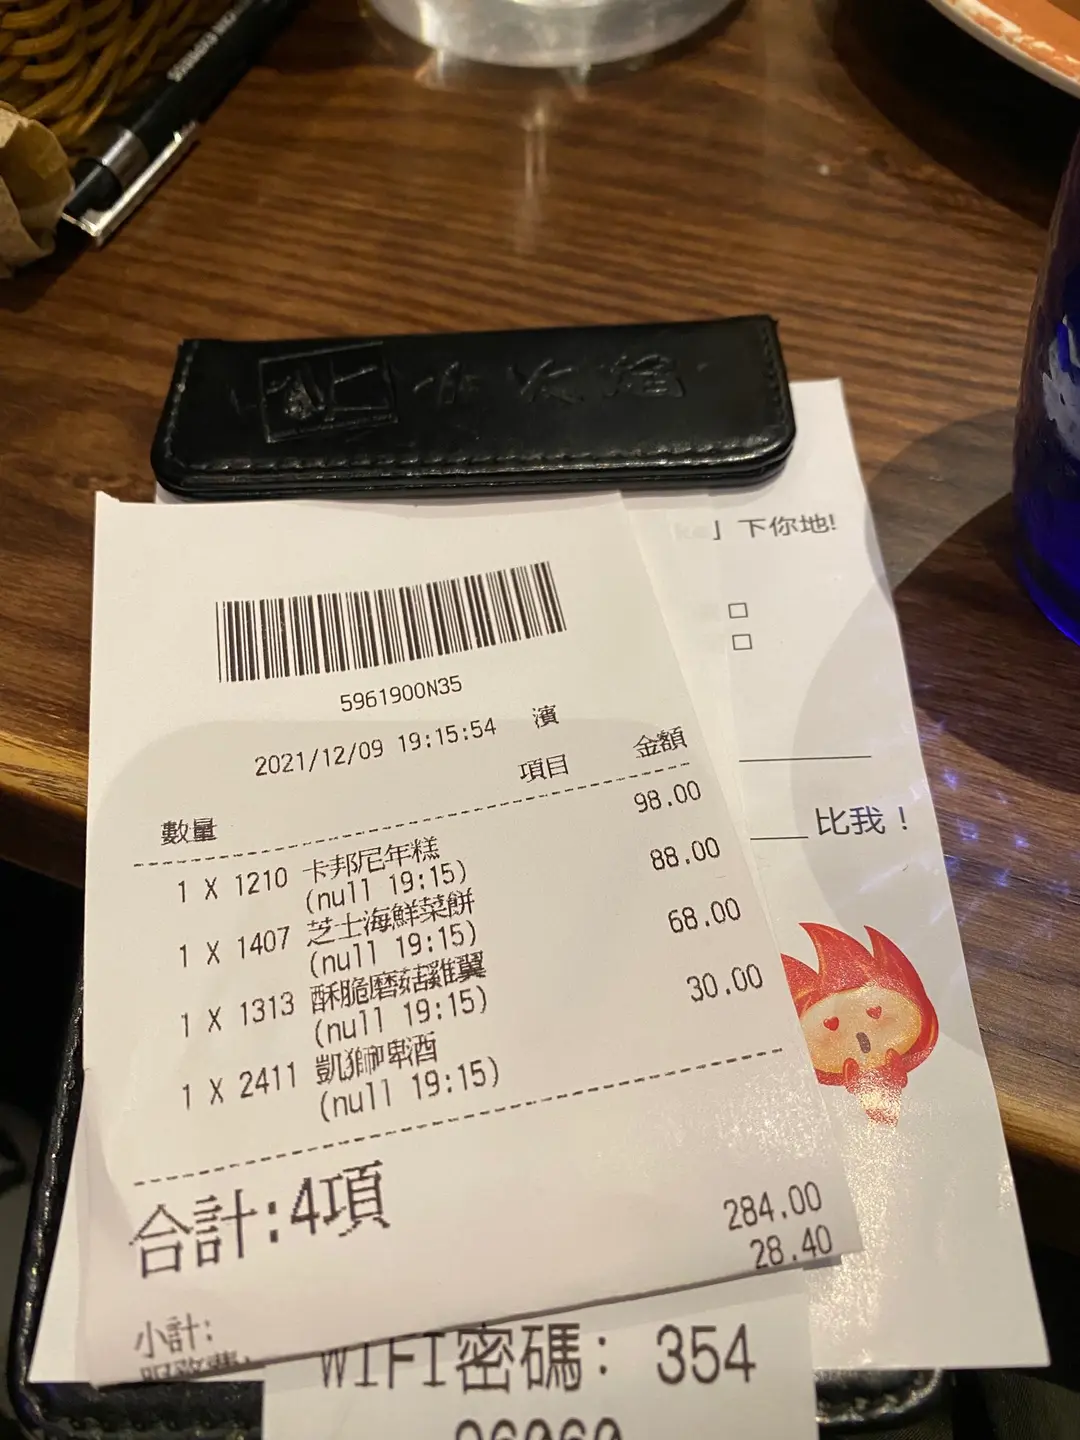 」下你地!
5961900N35
2021/12/09 19:15:54 濱
數量 項目 金額
1 X 1210 卡邦尼年糕 98.00
(null 19:15)
1 X 1407 芝士海鮮菜餅 88.00
(null 19:15)
1 X 1313 酥脆磨菇雞翼 68.00
(null 19:15)
1 X 2411 凱獅啤酒 30.00
(null 19:15)
合計:4項
小計: 284.00
28.40
比我！
WIFI密碼: 354